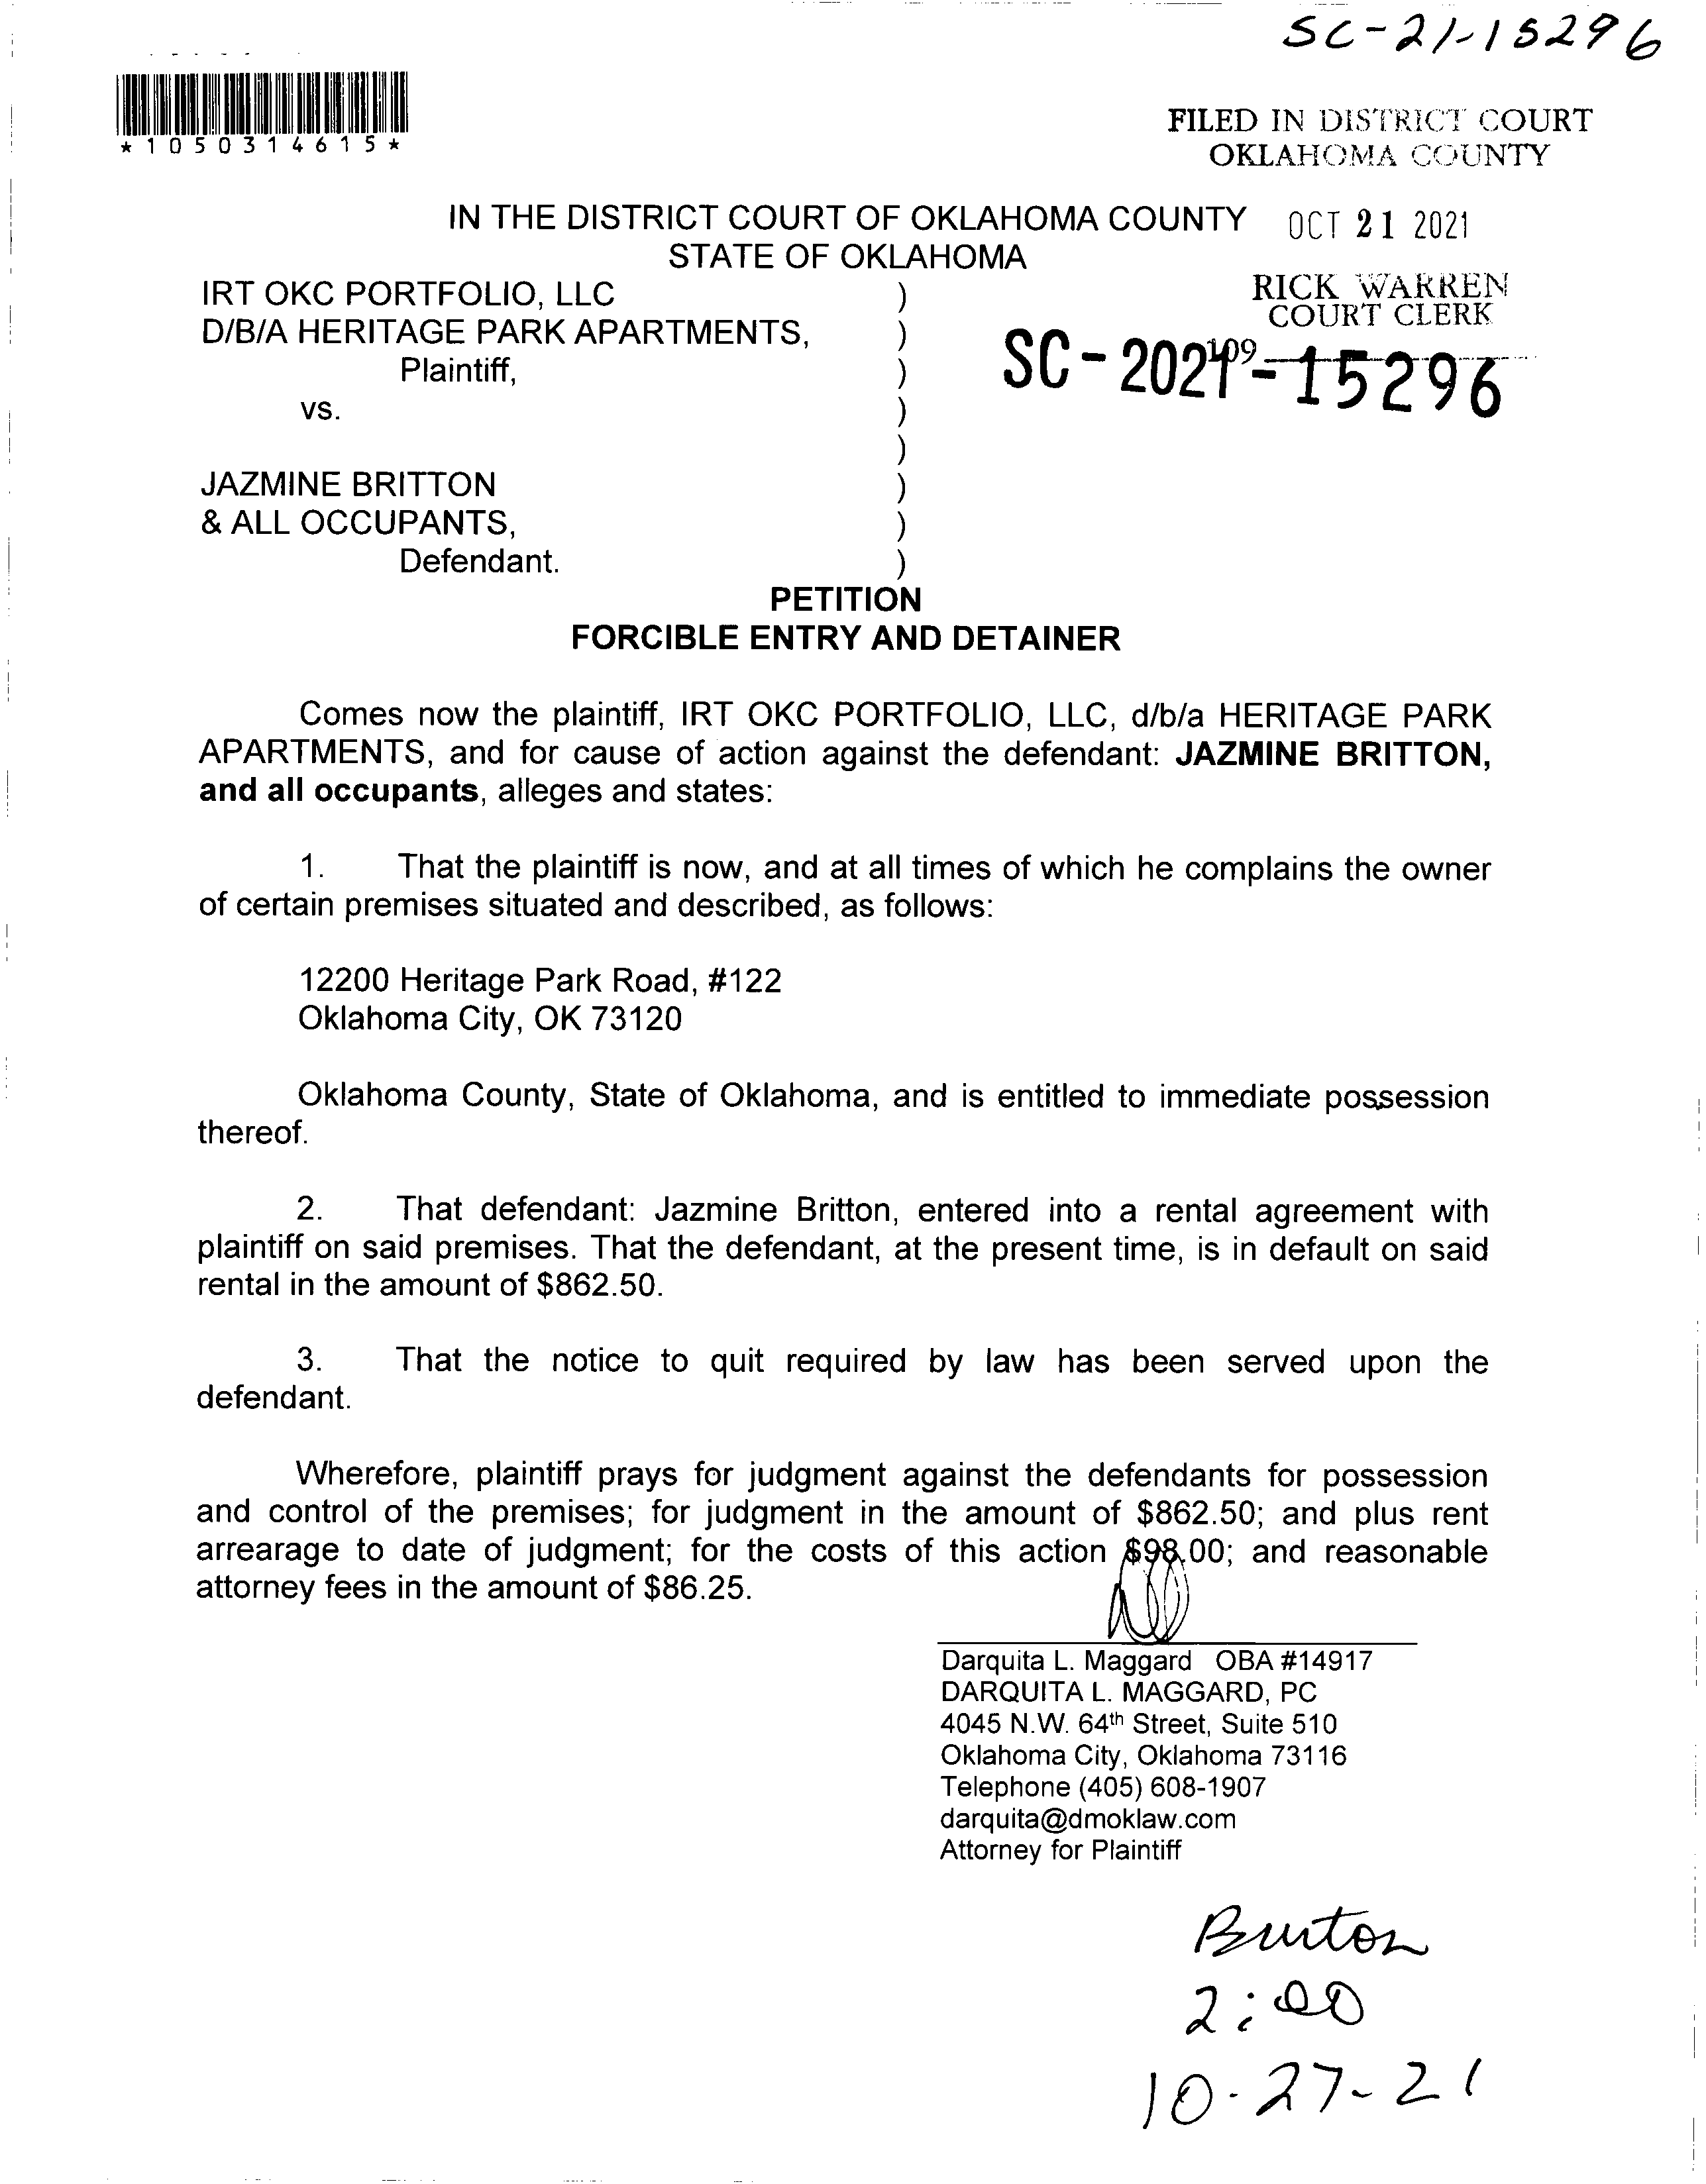 SC-21-15296
*1050314615*
FILED IN DISTRICT COURT
OKLAHOMA COUNTY
IN THE DISTRICT COURT OF OKLAHOMA COUNTY OCT 21 2021
STATE OF OKLAHOMA
IRT OKC PORTFOLIO, LLC ) RICK WARREN
D/B/A HERITAGE PARK APARTMENTS, ) COURT CLERK
Plaintiff, ) SC-2021-15296
109
vs. )
)
JAZMINE BRITTON )
& ALL OCCUPANTS, )
Defendant. )
PETITION
FORCIBLE ENTRY AND DETAINER
Comes now the plaintiff, IRT OKC PORTFOLIO, LLC, d/b/a HERITAGE PARK
APARTMENTS, and for cause of action against the defendant: JAZMINE BRITTON,
and all occupants, alleges and states:
1. That the plaintiff is now, and at all times of which he complains the owner
of certain premises situated and described, as follows:
12200 Heritage Park Road, #122
Oklahoma City, OK 73120
Oklahoma County, State of Oklahoma, and is entitled to immediate possession
thereof.
2. That defendant: Jazmine Britton, entered into a rental agreement with
plaintiff on said premises. That the defendant, at the present time, is in default on said
rental in the amount of $862.50.
3. That the notice to quit required by law has been served upon the
defendant.
Wherefore, plaintiff prays for judgment against the defendants for possession
and control of the premises; for judgment in the amount of $862.50; and plus rent
arrearage to date of judgment; for the costs of this action $98.00; and reasonable
attorney fees in the amount of $86.25.
Darquita L. Maggard OBA #14917
DARQUITA L. MAGGARD, PC
4045 N.W. 64th Street, Suite 510
Oklahoma City, Oklahoma 73116
Telephone (405) 608-1907
darquita@dmoklaw.com
Attorney for Plaintiff
2:00
10-27-21